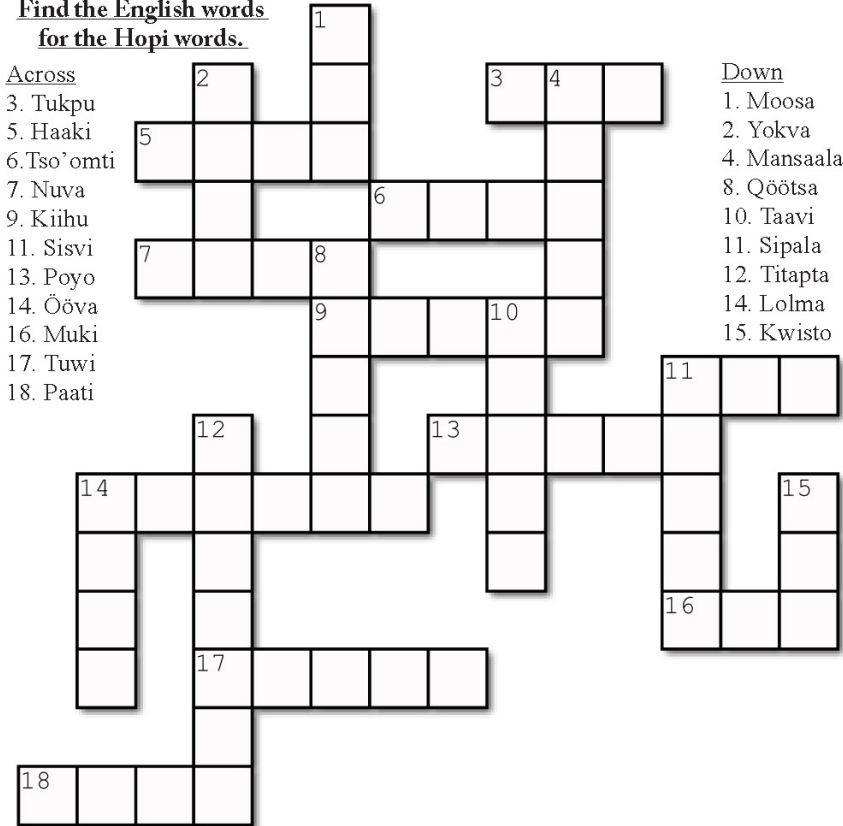 Find the English words
for the Hopi words.
Across
3. Tukpu
5. Haaki
6.Tso’omti
7. Nuva
9. Kiihu
11. Sisvi
13. Poyo
14. Ööva
16. Muki
17. Tuwi
18. Paati
Down
1. Moosa
2. Yokva
4. Mansaala
8. Qöötsa
10. Taavi
11. Sipala
12. Titapta
14. Lolma
15. Kwisto
1
2
3 4
5
6
7 8
9 10
11
12 13
14 15
16
17
18